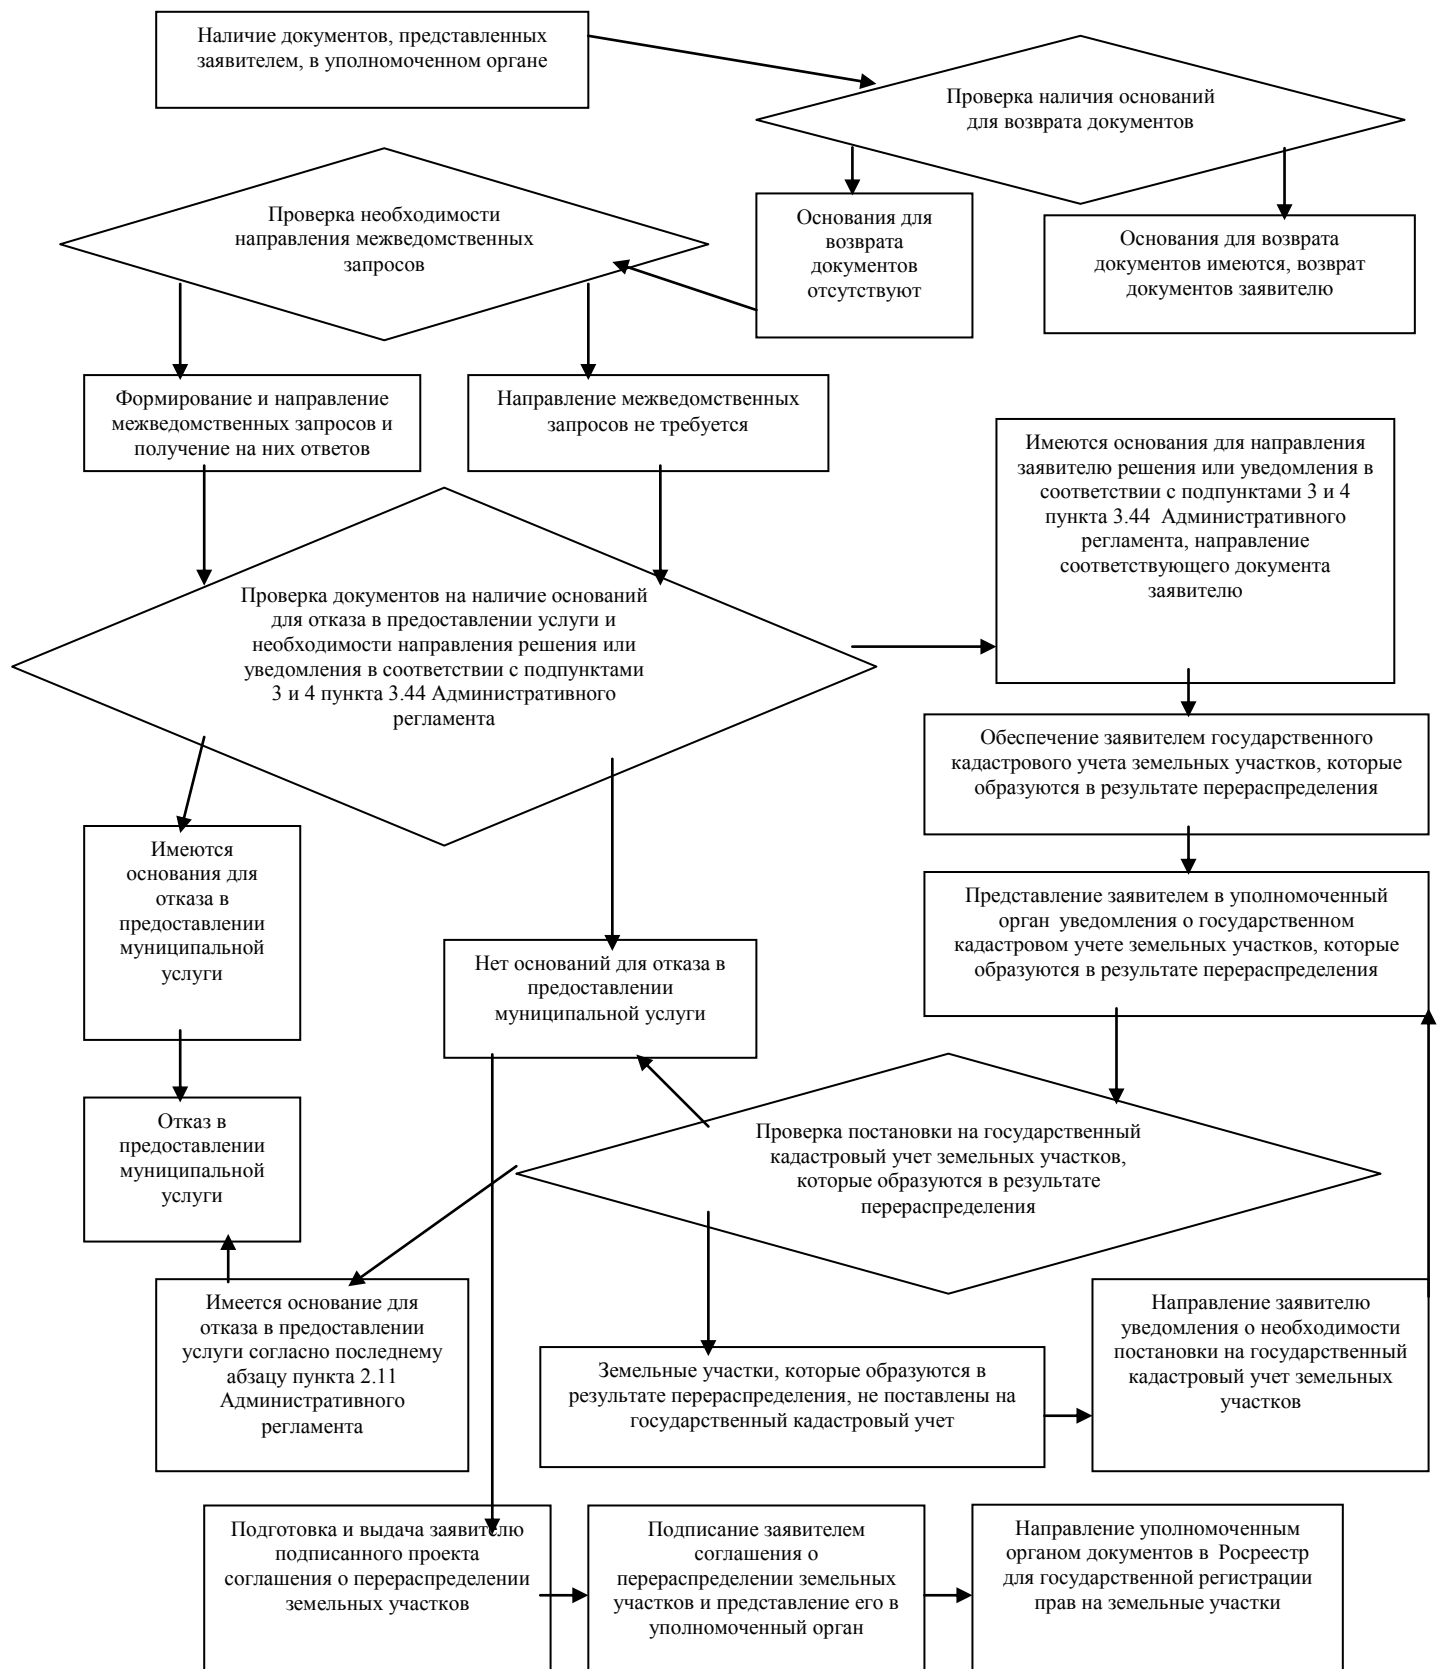 Наличие документов, представленных
заявителем, в уполномоченном органе
Проверка наличия оснований
для возврата документов
Проверка необходимости
направления межведомственных
запросов
Основания для
возврата
документов
отсутствуют
Основания для возврата
документов имеются, возврат
документов заявителю
Формирование и направление
межведомственных запросов и
получение на них ответов
Направление межведомственных
запросов не требуется
Имеются основания для направления
заявителю решения или уведомления в
соответствии с подпунктами 3 и 4
пункта 3.44 Административного
регламента, направление
соответствующего документа
заявителю
Проверка документов на наличие оснований
для отказа в предоставлении услуги и
необходимости направления решения или
уведомления в соответствии с подпунктами
3 и 4 пункта 3.44 Административного
регламента
Обеспечение заявителем государственного
кадастрового учета земельных участков, которые
образуются в результате перераспределения
Имеются
основания для
отказа в
предоставлении
муниципальной
услуги
Представление заявителем в уполномоченный
орган уведомления о государственном
кадастровом учете земельных участков, которые
образуются в результате перераспределения
Нет оснований для отказа в
предоставлении
муниципальной услуги
Отказ в
предоставлении
муниципальной
услуги
Проверка постановки на государственный
кадастровый учет земельных участков,
которые образуются в результате
перераспределения
Имеется основание для
отказа в предоставлении
услуги согласно последнему
абзацу пункта 2.11
Административного
регламента
Земельные участки, которые образуются в
результате перераспределения, не поставлены на
государственный кадастровый учет
Направление заявителю
уведомления о необходимости
постановки на государственный
кадастровый учет земельных
участков
Подготовка и выдача заявителю
подписанного проекта
соглашения о перераспределении
земельных участков
Подписание заявителем
соглашения о
перераспределении земельных
участков и представление его в
уполномоченный орган
Направление уполномоченным
органом документов в Росреестр
для государственной регистрации
прав на земельные участки